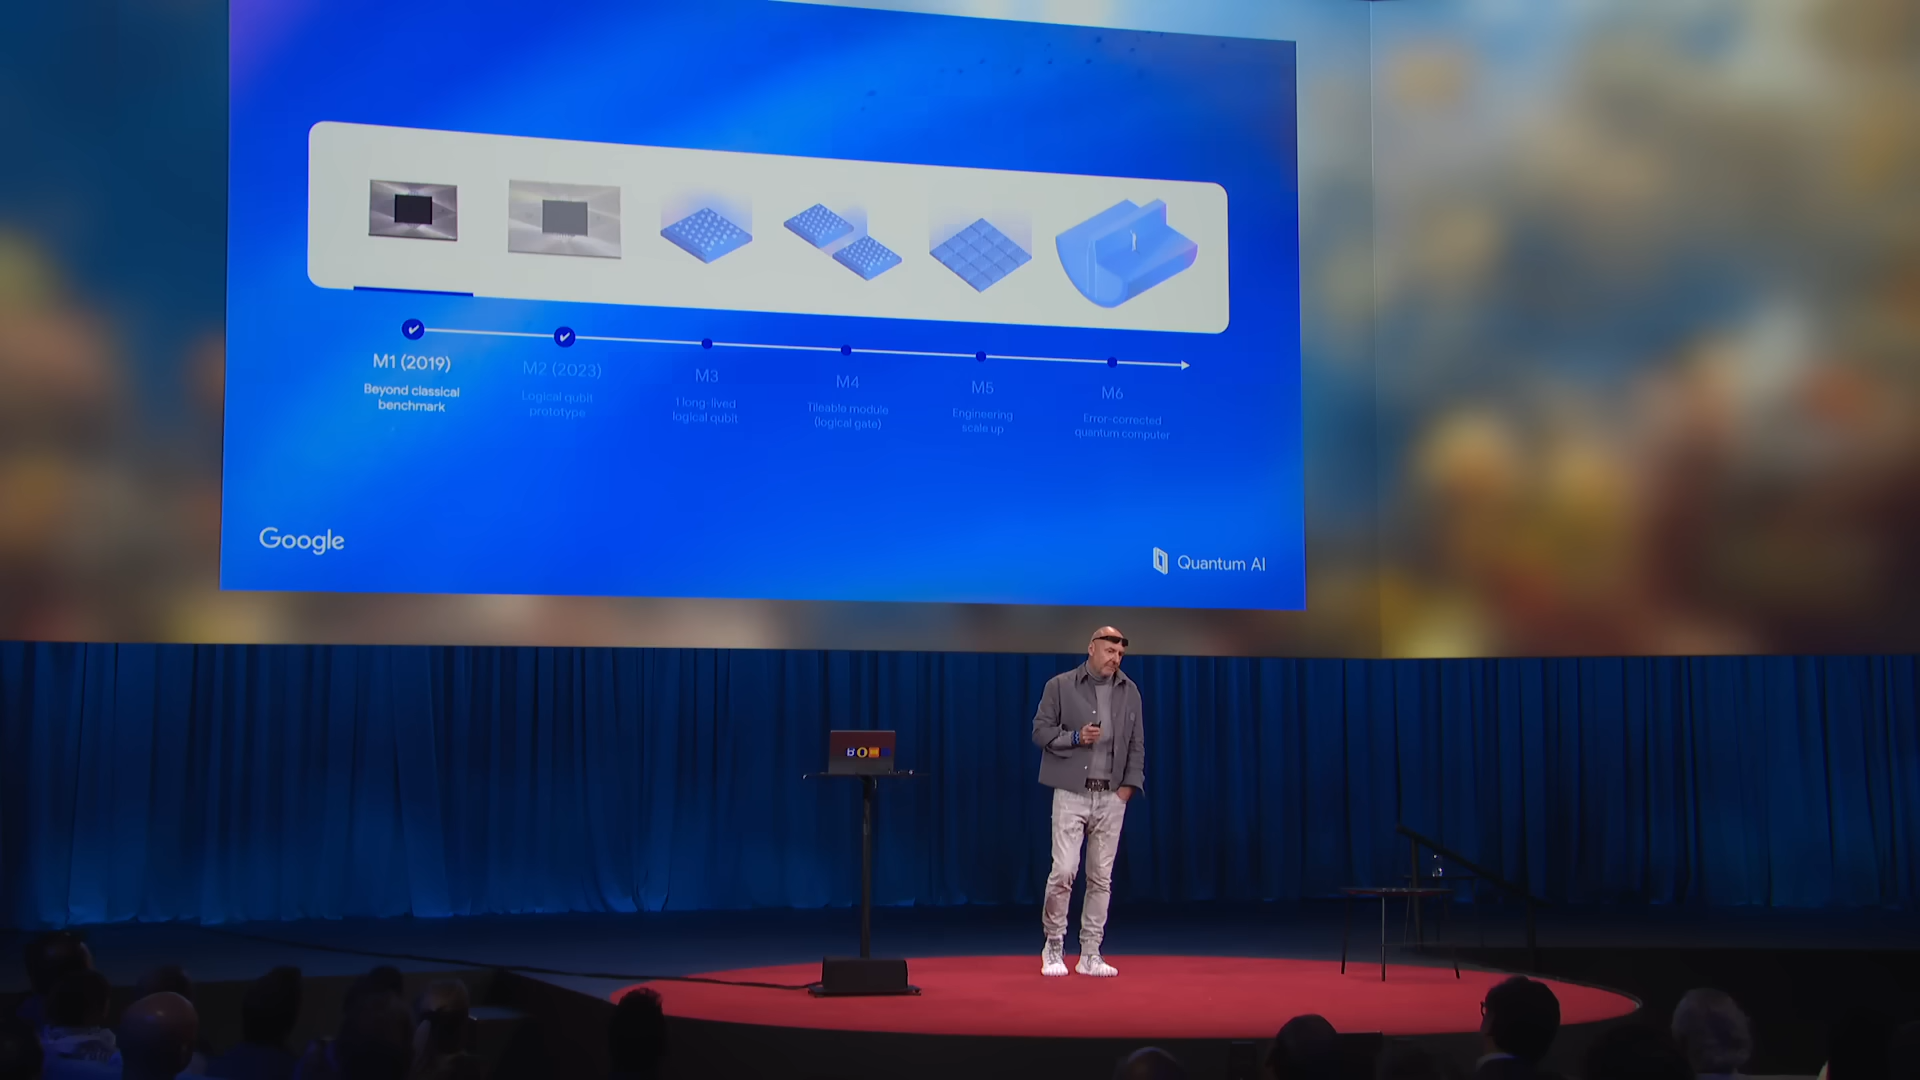 M1 (2019)
Beyond classical
benchmark
M2 (2023)
Logical qubit
prototype
M3
1 long-lived
logical qubit
M4
Tileable module
(logical gate)
M5
Engineering
scale up
M6
Error-corrected
quantum computer
Google
Quantum AI